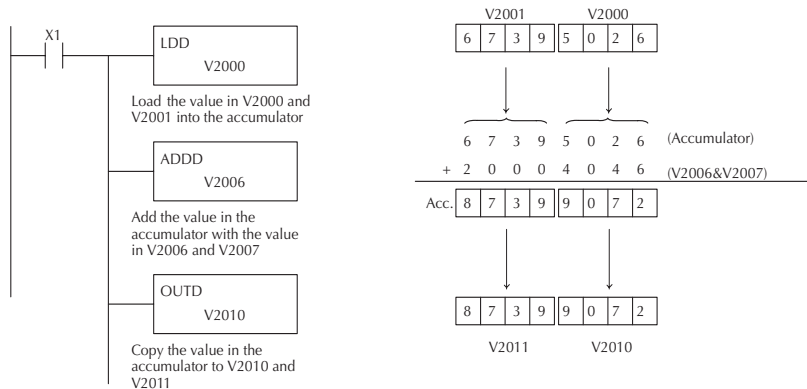 X1
LDD
V2000
Load the value in V2000 and
V2001 into the accumulator
ADDD
V2006
Add the value in the
accumulator with the value
in V2006 and V2007
OUTD
V2010
Copy the value in the
accumulator to V2010 and
V2011
V2001 V2000
6 7 3 9 5 0 2 6
6 7 3 9 5 0 2 6 (Accumulator)
+ 2 0 0 0 4 0 4 6 (V2006&V2007)
Acc. 8 7 3 9 9 0 7 2
8 7 3 9 9 0 7 2
V2011 V2010